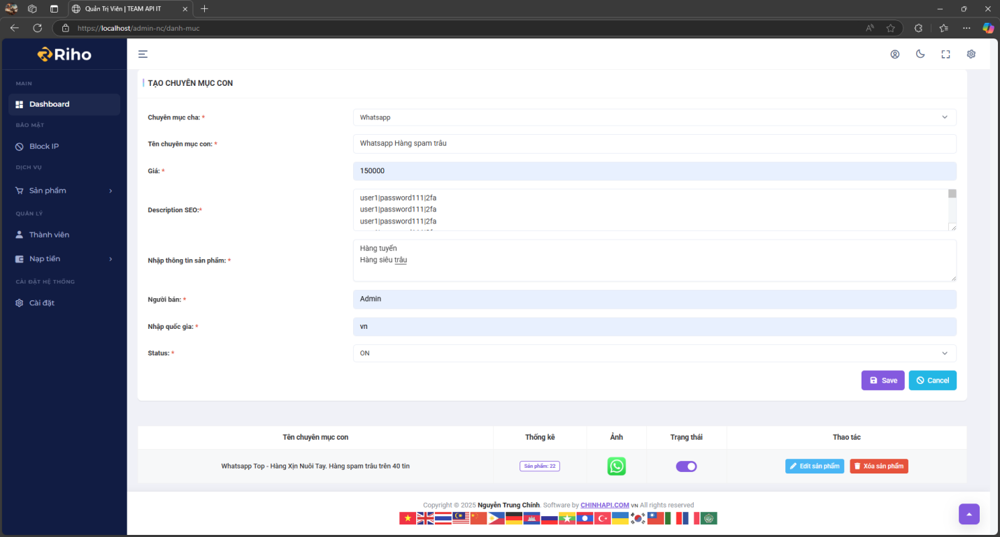 Quản Trị Viên | TEAM API IT
https://localhost/admin-nc/danh-muc
Riho
MAIN
Dashboard
BẢO MẬT
Block IP
DỊCH VỤ
Sản phẩm
QUẢN LÝ
Thành viên
Nạp tiền
CÀI ĐẶT HỆ THỐNG
Cài đặt
TẠO CHUYÊN MỤC CON
Chuyên mục cha: *
Whatsapp
Tên chuyên mục con: *
Whatsapp Hàng spam trâu
Giá: *
150000
Description SEO:*
user1|password111|2fa
user1|password111|2fa
user1|password111|2fa
Nhập thông tin sản phẩm: *
Hàng tuyển
Hàng siêu trâu
Người bán: *
Admin
Nhập quốc gia: *
vn
Status: *
ON
Save
Cancel
Tên chuyên mục con Thống kê Ảnh Trạng thái Thao tác
Whatsapp Top - Hàng Xịn Nuôi Tay. Hàng spam trâu trên 40 tin Sản phẩm: 22 Edit sản phẩm Xóa sản phẩm
Copyright © 2025 Nguyễn Trung Chính. Software by CHINHAPI.COM VN All rights reserved